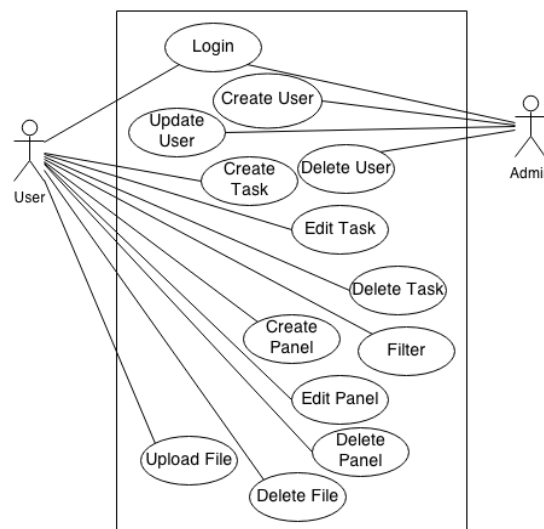 Login
Create User
Update
User
Delete User
Create
Task
User
Admi
Edit Task
Delete Task
Create
Panel
Filter
Edit Panel
Delete
Panel
Upload File
Delete File